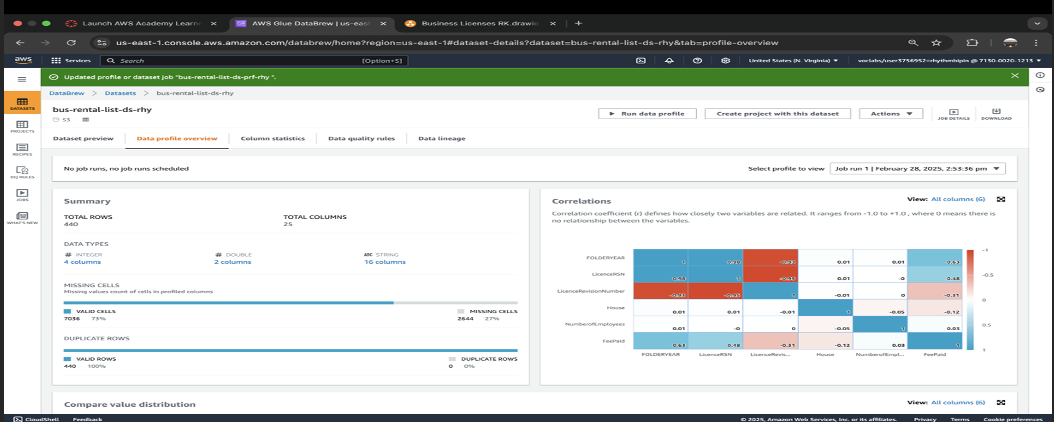 Launch AWS Academy Learne
AWS Glue DataBrew | us-east
Business Licenses RK.drawio
us-east-1.console.aws.amazon.com/databrew/home?region=us-east-1#dataset-details?dataset=bus-rental-list-ds-rhy&tab=profile-overview
aws Services Search [Option+S] United States (N. Virginia) voclabs/user3756952=rhythmbipin @ 7130-0020-1213
Updated profile or dataset job "bus-rental-list-ds-prf-rhy ".
DataBrew > Datasets > bus-rental-list-ds-rhy
DATASETS
PROJECTS
RECIPES
DQ RULES
JOBS
WHAT'S NEW
bus-rental-list-ds-rhy
S3
Run data profile Create project with this dataset Actions JOB DETAILS DOWNLOAD
Dataset preview Data profile overview Column statistics Data quality rules Data lineage
No job runs, no job runs scheduled
Select profile to view Job run 1 | February 28, 2025, 2:53:36 pm
Summary
TOTAL ROWS TOTAL COLUMNS
440 25
DATA TYPES
# INTEGER # DOUBLE ABC STRING
4 columns 2 columns 16 columns
MISSING CELLS
Missing values count of cells in profiled columns
VALID CELLS MISSING CELLS
7036 73% 2644 27%
DUPLICATE ROWS
VALID ROWS DUPLICATE ROWS
440 100% 0 0%
Correlations View: All columns (6)
Correlation coefficient (r) defines how closely two variables are related. It ranges from -1.0 to +1.0 , where 0 means there is
no relationship between the variables.
FOLDERYEAR 1 0.98 -0.93 0.01 0.01 0.63
LicenceRSN 1 0.01 -0 0.48
LicenceRevisionNumber -0.93 -0.01 0 -0.31
House 0.01 0.01 -0.01 1 -0.05 -0.12
NumberofEmployees 0.01 -0 0 -0.05 1 0.03
FeePaid 0.63 0.48 -0.31 -0.12 0.03 1
FOLDERYEAR LicenceRSN LicenceRevis... House NumberofEmpl... FeePaid
-1
-0.5
0
0.5
1
Compare value distribution View: All columns (6)
CloudShell Feedback © 2025, Amazon Web Services, Inc. or its affiliates. Privacy Terms Cookie preferences